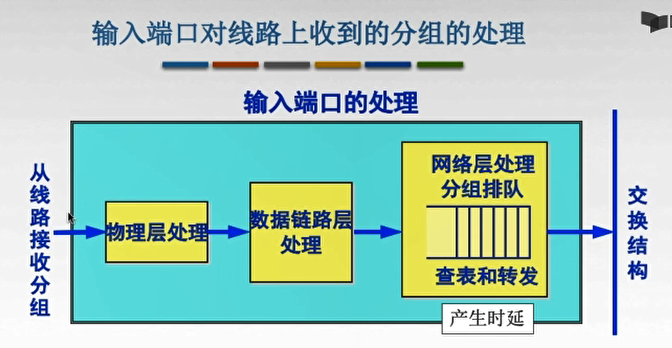 输入端口对线路上收到的分组的处理
输入端口的处理
从线路接收分组
物理层处理
数据链路层
处理
网络层处理
分组排队
查表和转发
交换结构
产生时延